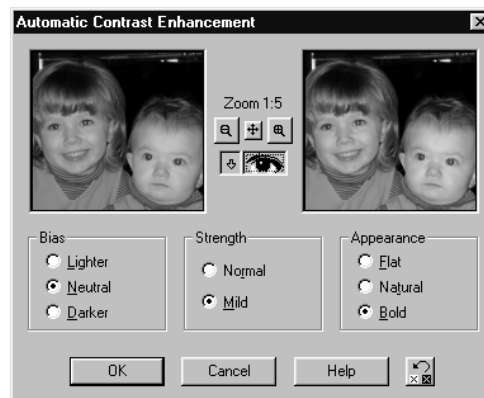 Automatic Contrast Enhancement
Zoom 1:5
Bias
Lighter
Neutral
Darker
Strength
Normal
Mild
Appearance
Flat
Natural
Bold
OK
Cancel
Help